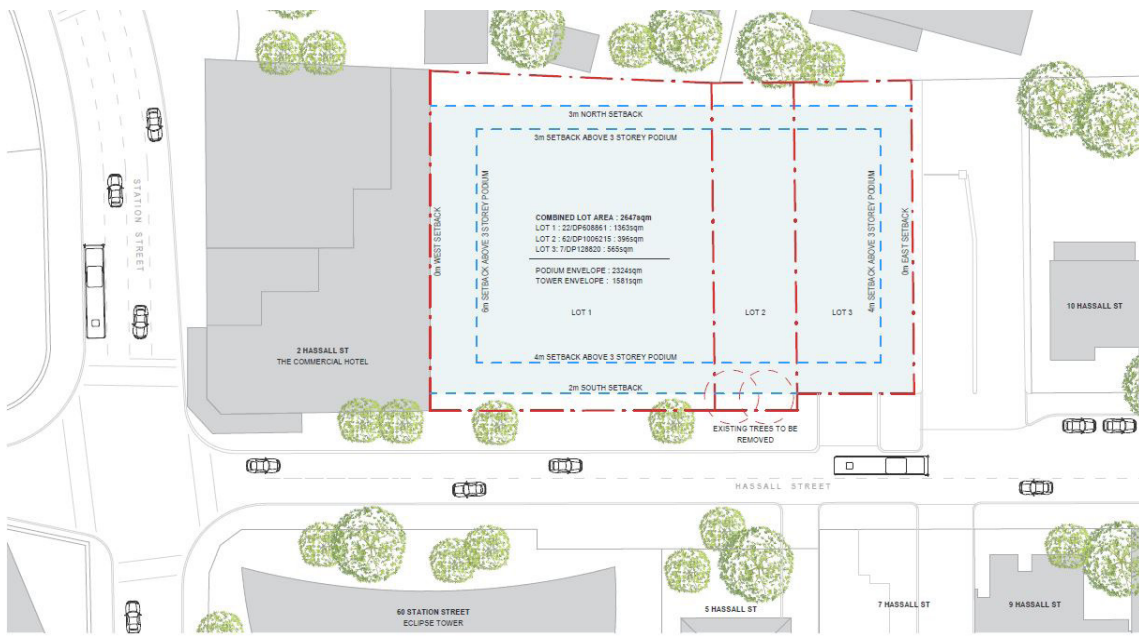 STATION STREET
3m NORTH SETBACK
3m SETBACK ABOVE 3 STOREY PODIUM
0m WEST SETBACK
6m SETBACK ABOVE 3 STOREY PODIUM
COMBINED LOT AREA : 2647sqm
LOT 1 : 22/DP608861 : 1363sqm
LOT 2 : 62/DP1006215 : 396sqm
LOT 3: 7/DP128820 : 565sqm
PODIUM ENVELOPE : 2324sqm
TOWER ENVELOPE : 1581sqm
LOT 1
LOT 2
LOT 3
4m SETBACK ABOVE 3 STOREY PODIUM
0m EAST SETBACK
10 HASSALL ST
2 HASSALL ST
THE COMMERCIAL HOTEL
4m SETBACK ABOVE 3 STOREY PODIUM
2m SOUTH SETBACK
EXISTING TREES TO BE
REMOVED
HASSALL STREET
60 STATION STREET
ECLIPSE TOWER
5 HASSALL ST
7 HASSALL ST
9 HASSALL ST